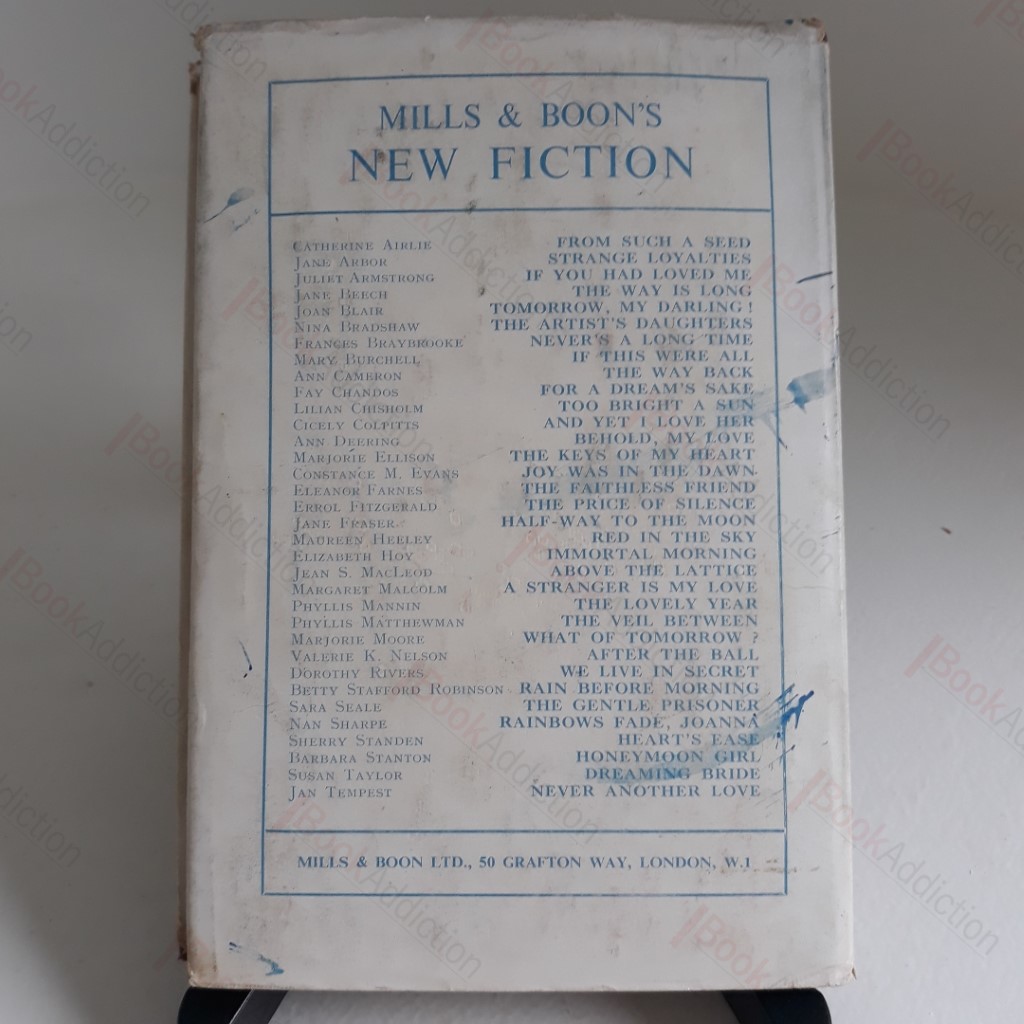 MILLS & BOON'S
NEW FICTION
CATHERINE AIRLIE FROM SUCH A SEED
JANE ARBOR STRANGE LOYALTIES
JULIET ARMSTRONG IF YOU HAD LOVED ME
JANE BEECH THE WAY IS LONG
JOAN BLAIR TOMORROW, MY DARLING!
NINA BRADSHAW THE ARTIST'S DAUGHTERS
FRANCES BRAYBROOKE NEVER'S A LONG TIME
MARY BURCHELL IF THIS WERE ALL
ANN CAMERON THE WAY BACK
FAY CHANDOS FOR A DREAM'S SAKE
LILIAN CHISHOLM TOO BRIGHT A SUN
CICELY COLPITTS AND YET I LOVE HER
ANN DEERING BEHOLD, MY LOVE
MARJORIE ELLISON THE KEYS OF MY HEART
CONSTANCE M. EVANS JOY WAS IN THE DAWN
ELEANOR FARNES THE FAITHLESS FRIEND
ERROL FITZGERALD THE PRICE OF SILENCE
JANE FRASER HALF-WAY TO THE MOON
MAUREEN HEELEY RED IN THE SKY
ELIZABETH HOY IMMORTAL MORNING
JEAN S. MACLEOD ABOVE THE LATTICE
MARGARET MALCOLM A STRANGER IS MY LOVE
PHYLLIS MANNIN THE LOVELY YEAR
PHYLLIS MATTHEWMAN THE VEIL BETWEEN
MARJORIE MOORE WHAT OF TOMORROW ?
VALERIE K. NELSON AFTER THE BALL
DOROTHY RIVERS WE LIVE IN SECRET
BETTY STAFFORD ROBINSON RAIN BEFORE MORNING
SARA SEALE THE GENTLE PRISONER
NAN SHARPE RAINBOWS FADE, JOANNA
SHERRY STANDEN HEART'S EASE
BARBARA STANTON HONEYMOON GIRL
SUSAN TAYLOR DREAMING BRIDE
JAN TEMPEST NEVER ANOTHER LOVE
MILLS & BOON LTD., 50 GRAFTON WAY, LONDON, W.1
BookAddiction